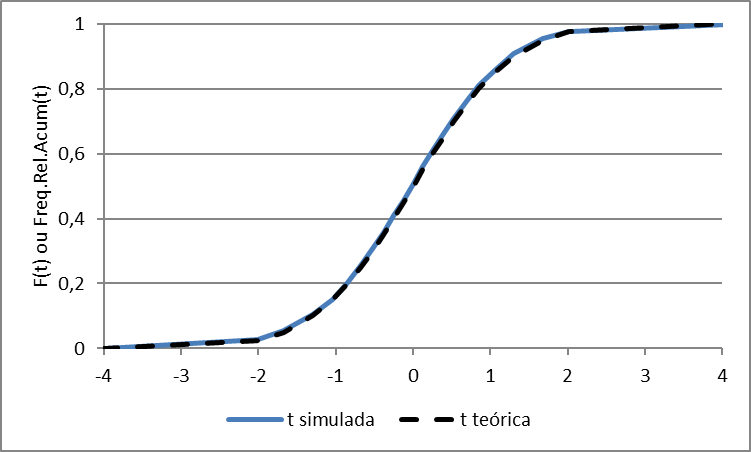 F(t) ou Freq.Rel.Acum(t)
1
0,8
0,6
0,4
0,2
0
-4 -3 -2 -1 0 1 2 3 4
t simulada t teórica